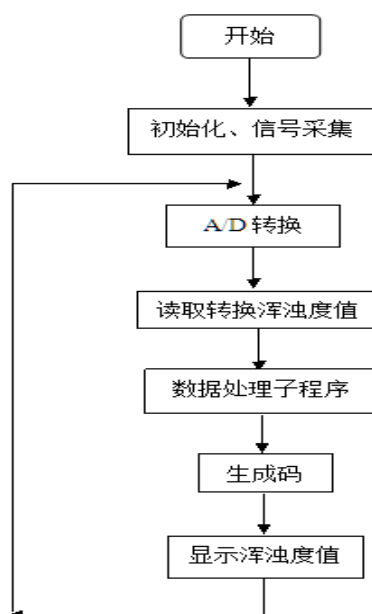 开始
初始化、信号采集
A/D 转换
读取转换浑浊度值
数据处理子程序
生成码
显示浑浊度值